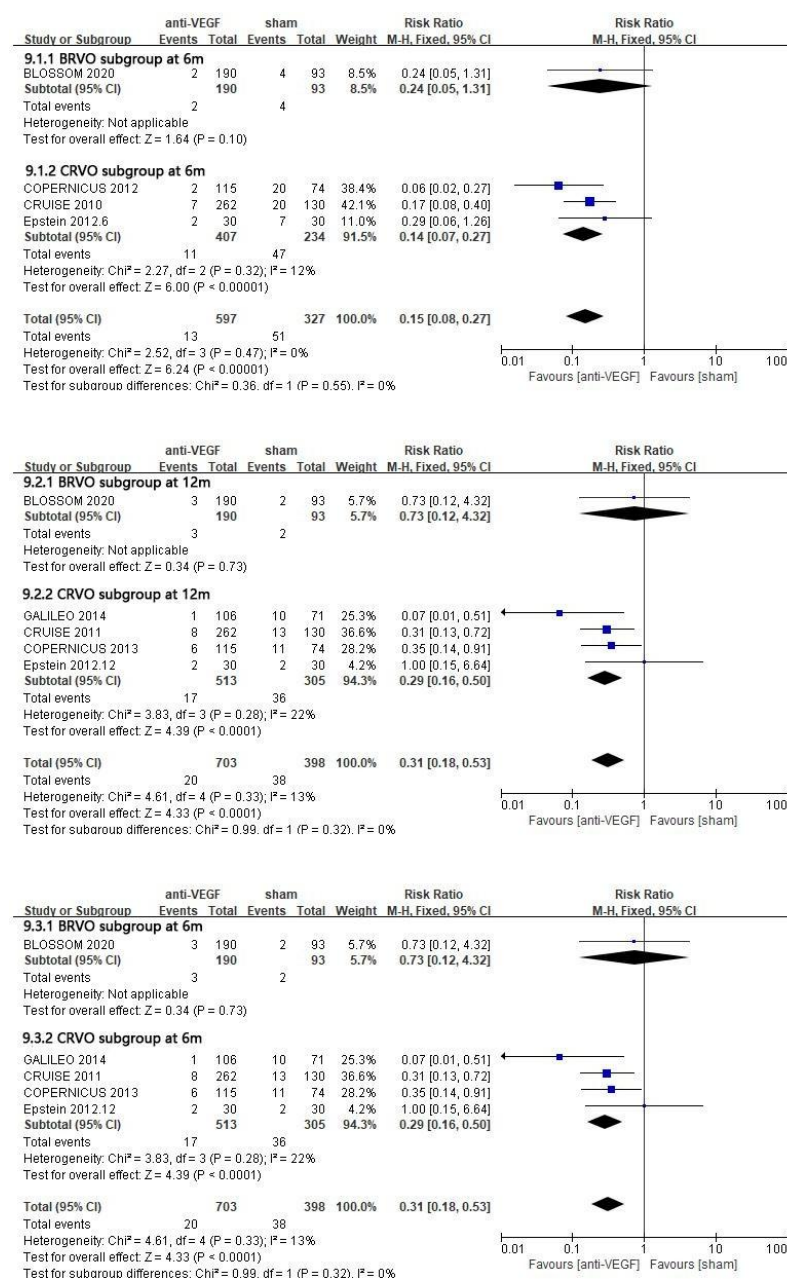 anti-VEGF sham Risk Ratio Risk Ratio
Study or Subgroup Events Total Events Total Weight M-H, Fixed, 95% CI M-H, Fixed, 95% CI
9.1.1 BRVO subgroup at 6m
BLOSSOM 2020 2 190 4 93 8.5% 0.24 [0.05, 1.31]
Subtotal (95% CI) 190 93 8.5% 0.24 [0.05, 1.31]
Total events 2 4
Heterogeneity: Not applicable
Test for overall effect: Z = 1.64 (P = 0.10)
9.1.2 CRVO subgroup at 6m
COPERNICUS 2012 2 115 20 74 38.4% 0.06 [0.02, 0.27]
CRUISE 2010 7 262 20 130 42.1% 0.17 [0.08, 0.40]
Epstein 2012.6 2 30 7 30 11.0% 0.29 [0.06, 1.26]
Subtotal (95% CI) 407 234 91.5% 0.14 [0.07, 0.27]
Total events 11 47
Heterogeneity: Chi² = 2.27, df = 2 (P = 0.32); I² = 12%
Test for overall effect: Z = 6.00 (P < 0.00001)
Total (95% CI) 597 327 100.0% 0.15 [0.08, 0.27]
Total events 13 51
Heterogeneity: Chi² = 2.52, df = 3 (P = 0.47); I² = 0%
Test for overall effect: Z = 6.24 (P < 0.00001)
Test for subgroup differences: Chi² = 0.36. df = 1 (P = 0.55). I² = 0%
0.01 0.1 1 10 100
Favours [anti-VEGF] Favours [sham]
anti-VEGF sham Risk Ratio Risk Ratio
Study or Subgroup Events Total Events Total Weight M-H, Fixed, 95% CI M-H, Fixed, 95% CI
9.2.1 BRVO subgroup at 12m
BLOSSOM 2020 3 190 2 93 5.7% 0.73 [0.12, 4.32]
Subtotal (95% CI) 190 93 5.7% 0.73 [0.12, 4.32]
Total events 3 2
Heterogeneity: Not applicable
Test for overall effect: Z = 0.34 (P = 0.73)
9.2.2 CRVO subgroup at 12m
GALILEO 2014 1 106 10 71 25.3% 0.07 [0.01, 0.51]
CRUISE 2011 8 262 13 130 36.6% 0.31 [0.13, 0.72]
COPERNICUS 2013 6 115 11 74 28.2% 0.35 [0.14, 0.91]
Epstein 2012.12 2 30 2 30 4.2% 1.00 [0.15, 6.64]
Subtotal (95% CI) 513 305 94.3% 0.29 [0.16, 0.50]
Total events 17 36
Heterogeneity: Chi² = 3.83, df = 3 (P = 0.28); I² = 22%
Test for overall effect: Z = 4.39 (P < 0.0001)
Total (95% CI) 703 398 100.0% 0.31 [0.18, 0.53]
Total events 20 38
Heterogeneity: Chi² = 4.61, df = 4 (P = 0.33); I² = 13%
Test for overall effect: Z = 4.33 (P < 0.0001)
Test for subgroup differences: Chi² = 0.99. df = 1 (P = 0.32). I² = 0%
0.01 0.1 1 10 100
Favours [anti-VEGF] Favours [sham]
anti-VEGF sham Risk Ratio Risk Ratio
Study or Subgroup Events Total Events Total Weight M-H, Fixed, 95% CI M-H, Fixed, 95% CI
9.3.1 BRVO subgroup at 6m
BLOSSOM 2020 3 190 2 93 5.7% 0.73 [0.12, 4.32]
Subtotal (95% CI) 190 93 5.7% 0.73 [0.12, 4.32]
Total events 3 2
Heterogeneity: Not applicable
Test for overall effect: Z = 0.34 (P = 0.73)
9.3.2 CRVO subgroup at 6m
GALILEO 2014 1 106 10 71 25.3% 0.07 [0.01, 0.51]
CRUISE 2011 8 262 13 130 36.6% 0.31 [0.13, 0.72]
COPERNICUS 2013 6 115 11 74 28.2% 0.35 [0.14, 0.91]
Epstein 2012.12 2 30 2 30 4.2% 1.00 [0.15, 6.64]
Subtotal (95% CI) 513 305 94.3% 0.29 [0.16, 0.50]
Total events 17 36
Heterogeneity: Chi² = 3.83, df = 3 (P = 0.28); I² = 22%
Test for overall effect: Z = 4.39 (P < 0.0001)
Total (95% CI) 703 398 100.0% 0.31 [0.18, 0.53]
Total events 20 38
Heterogeneity: Chi² = 4.61, df = 4 (P = 0.33); I² = 13%
Test for overall effect: Z = 4.33 (P < 0.0001)
Test for subgroup differences: Chi² = 0.99. df = 1 (P = 0.32). I² = 0%
0.01 0.1 1 10 100
Favours [anti-VEGF] Favours [sham]